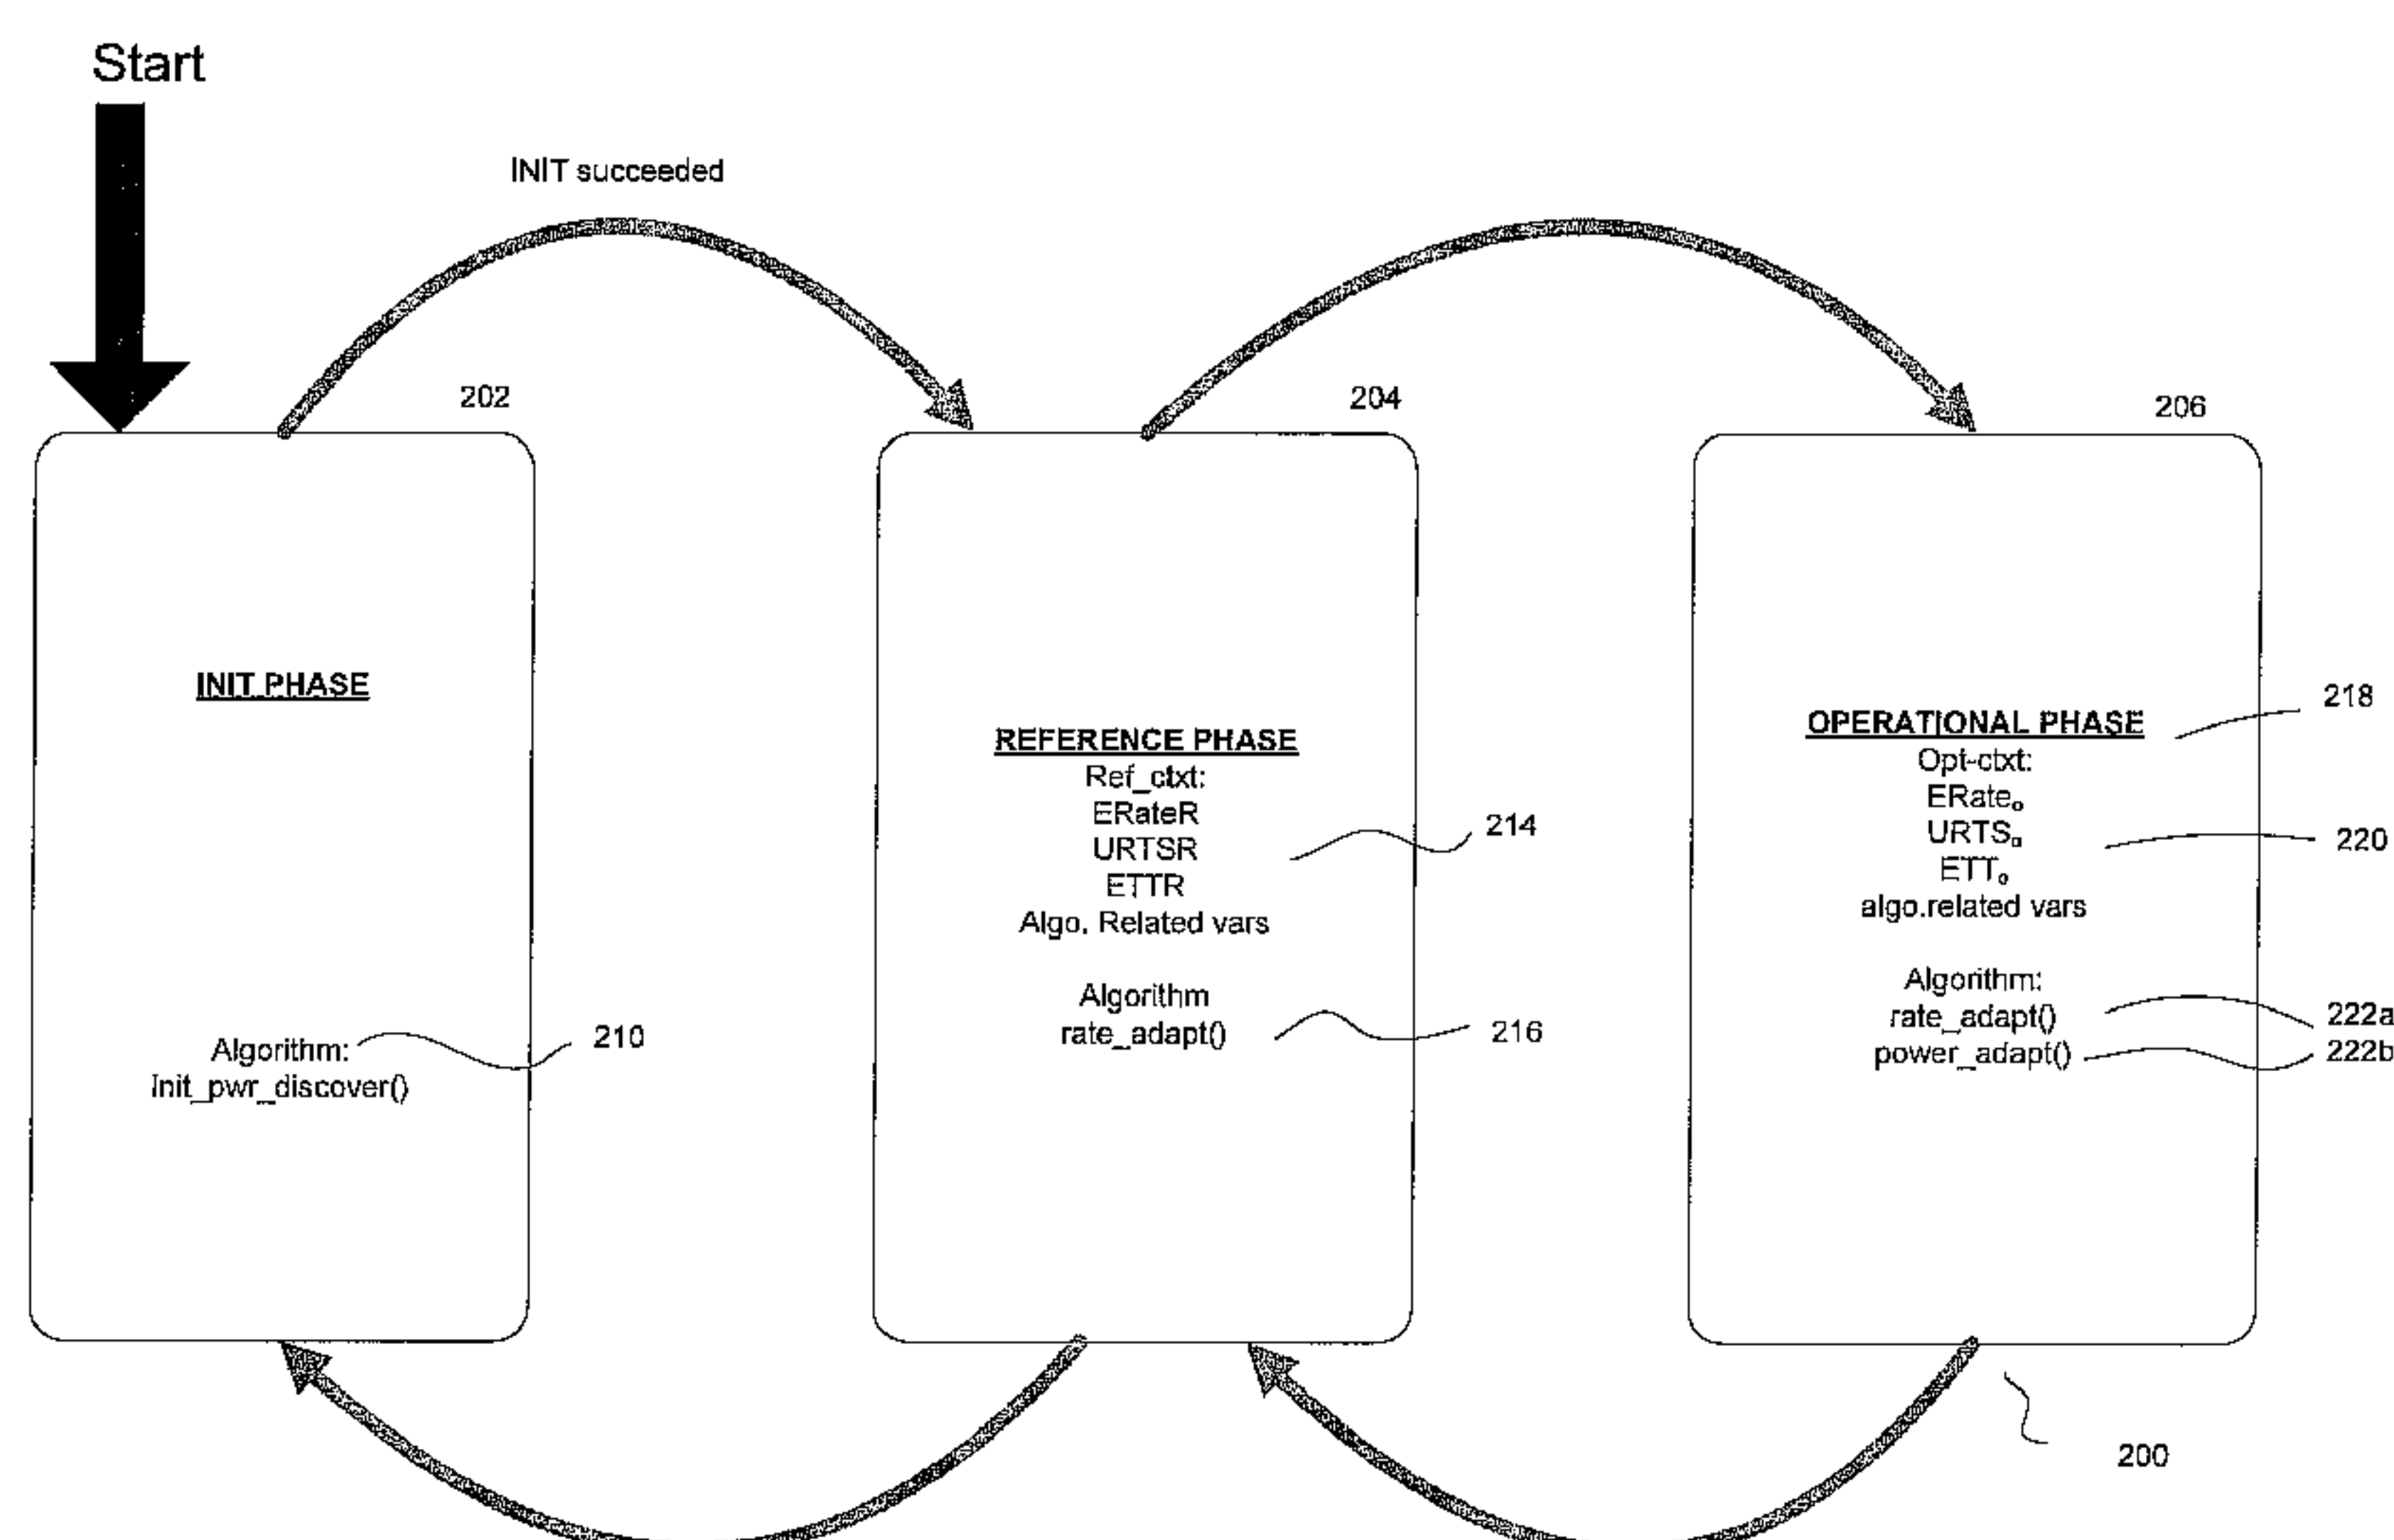 Start
INIT succeeded
202
204
206
INIT PHASE
Algorithm:
Init_pwr_discover()
210
REFERENCE PHASE
Ref_ctxt:
ERateR
URTSR
ETTR
Algo. Related vars
Algorithm
rate_adapt()
214
216
OPERATIONAL PHASE
Opt-ctxt:
ERateₒ
URTSₒ
ETTₒ
algo.related vars
Algorithm:
rate_adapt()
power_adapt()
218
220
222a
222b
200